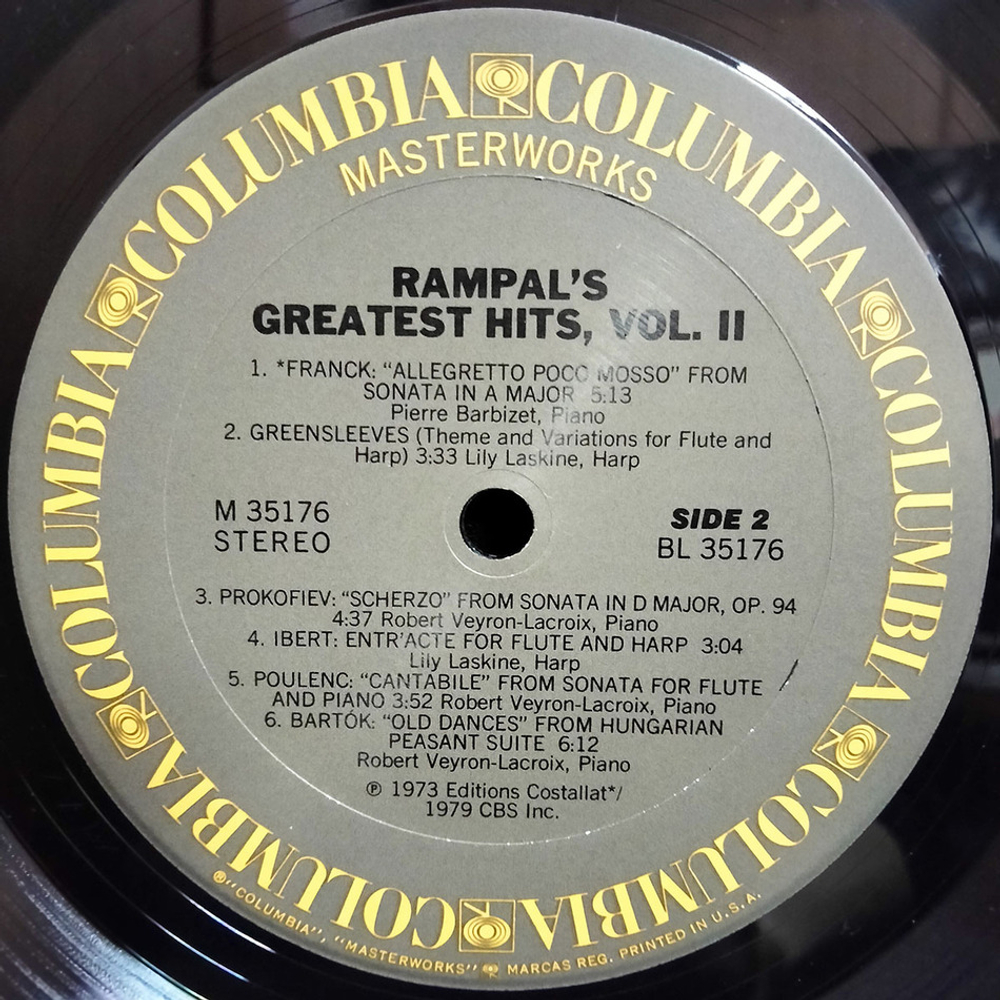 COLUMBIA COLUMBIA COLUMBIA COLUMBIA COLUMBIA COLUMBIA
MASTERWORKS
RAMPAL'S
GREATEST HITS, VOL. II
1. *FRANCK: “ALLEGRETTO POCO MOSSO” FROM
SONATA IN A MAJOR 5:13
Pierre Barbizet, Piano
2. GREENSLEEVES (Theme and Variations for Flute and
Harp) 3:33 Lily Laskine, Harp
M 35176
STEREO
SIDE 2
BL 35176
3. PROKOFIEV: “SCHERZO” FROM SONATA IN D MAJOR, OP. 94
4:37 Robert Veyron-Lacroix, Piano
4. IBERT: ENTR'ACTE FOR FLUTE AND HARP 3:04
Lily Laskine, Harp
5. POULENC: “CANTABILE” FROM SONATA FOR FLUTE
AND PIANO 3:52 Robert Veyron-Lacroix, Piano
6. BARTÓK: “OLD DANCES” FROM HUNGARIAN
PEASANT SUITE 6:12
Robert Veyron-Lacroix, Piano
℗ 1973 Editions Costallat*/
1979 CBS Inc.
®“COLUMBIA”, “MASTERWORKS” MARCAS REG. PRINTED IN U.S.A.